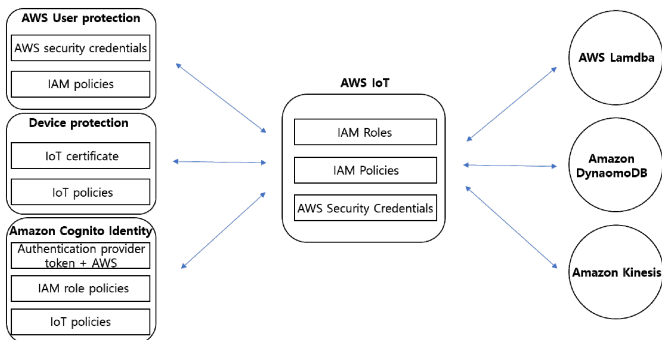 AWS User protection
AWS security credentials
IAM policies
Device protection
IoT certificate
IoT policies
Amazon Cognito Identity
Authentication provider
token + AWS
IAM role policies
IoT policies
AWS IoT
IAM Roles
IAM Policies
AWS Security Credentials
AWS Lamdba
Amazon
DynaomoDB
Amazon Kinesis